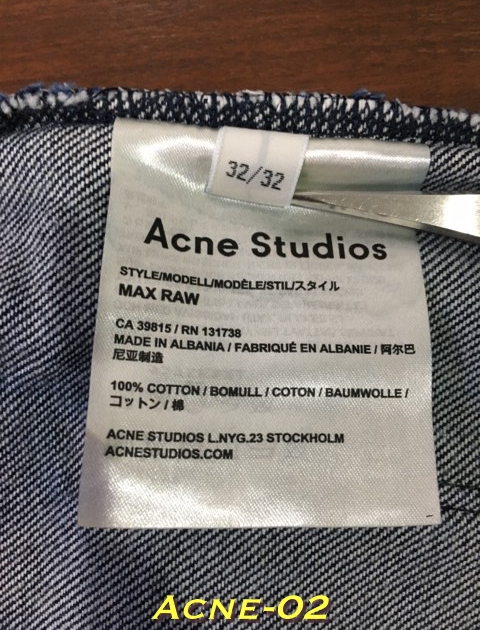 32/32
Acne Studios
STYLE/MODELL/MODÈLE/STIL/スタイル
MAX RAW
CA 39815 / RN 131738
MADE IN ALBANIA / FABRIQUÉ EN ALBANIE / 阿尔巴
尼亚制造
100% COTTON / BOMULL / COTON / BAUMWOLLE /
コットン / 棉
ACNE STUDIOS L.NYG.23 STOCKHOLM
ACNESTUDIOS.COM
ACNE-02